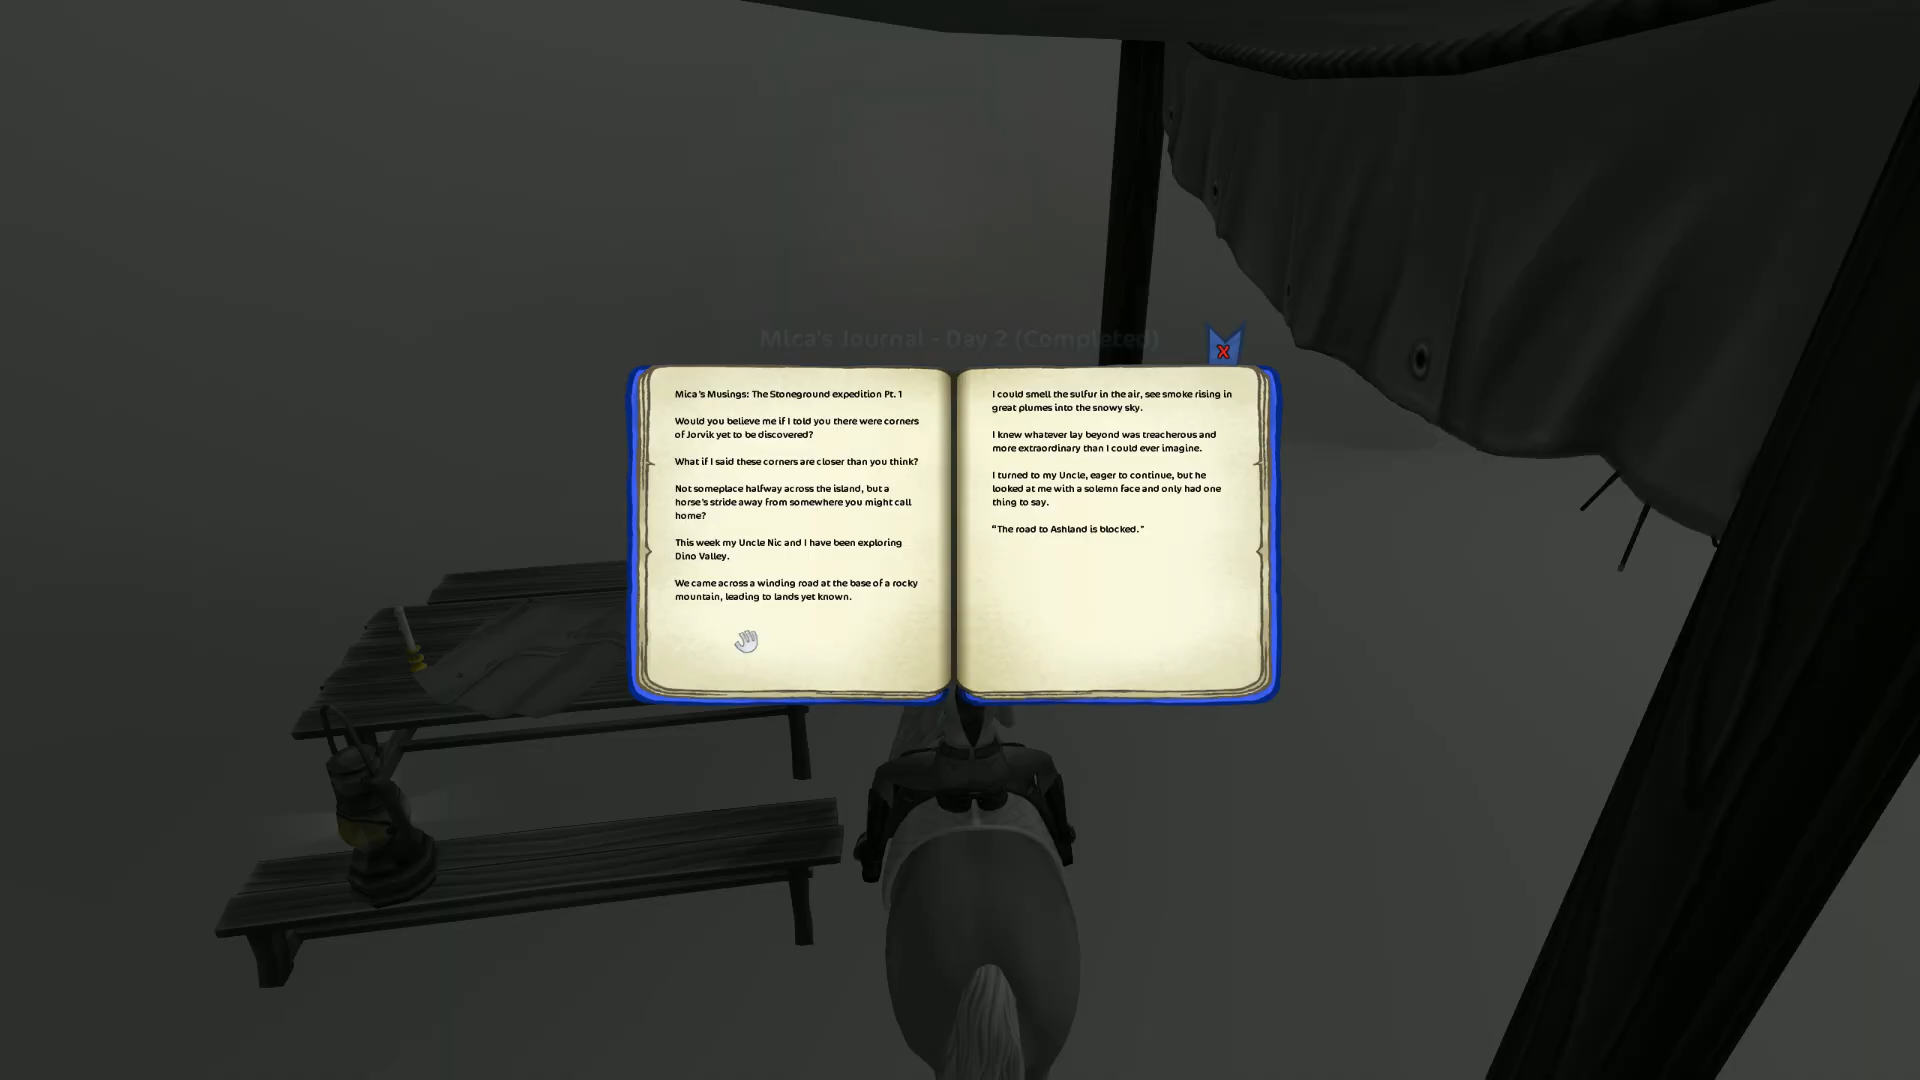 Mica's Journal - Day 2 (Completed)
X
Mica's Musings: The Stoneground expedition Pt. 1
Would you believe me if I told you there were corners
of Jorvik yet to be discovered?
What if I said these corners are closer than you think?
Not someplace halfway across the island, but a
horse's stride away from somewhere you might call
home?
This week my Uncle Nic and I have been exploring
Dino Valley.
We came across a winding road at the base of a rocky
mountain, leading to lands yet known.
I could smell the sulfur in the air, see smoke rising in
great plumes into the snowy sky.
I knew whatever lay beyond was treacherous and
more extraordinary than I could ever imagine.
I turned to my Uncle, eager to continue, but he
looked at me with a solemn face and only had one
thing to say.
“The road to Ashland is blocked.”